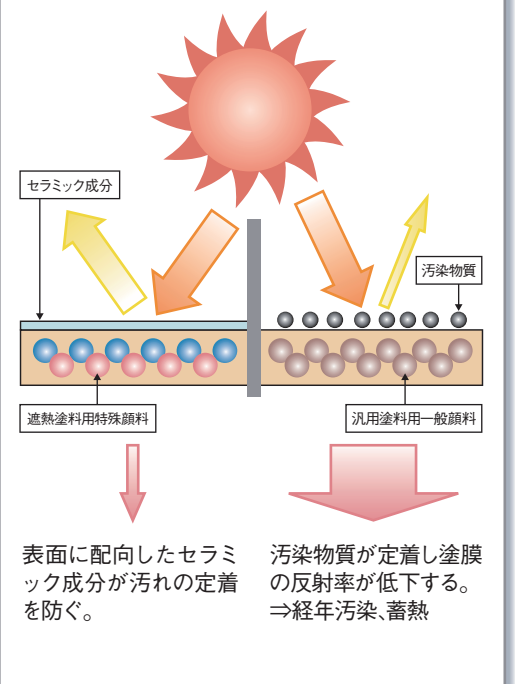 セラミック成分
汚染物質
遮熱塗料用特殊顔料
汎用塗料用一般顔料
表面に配向したセラミ
ック成分が汚れの定着
を防ぐ。
汚染物質が定着し塗膜
の反射率が低下する。
⇒経年汚染、蓄熱